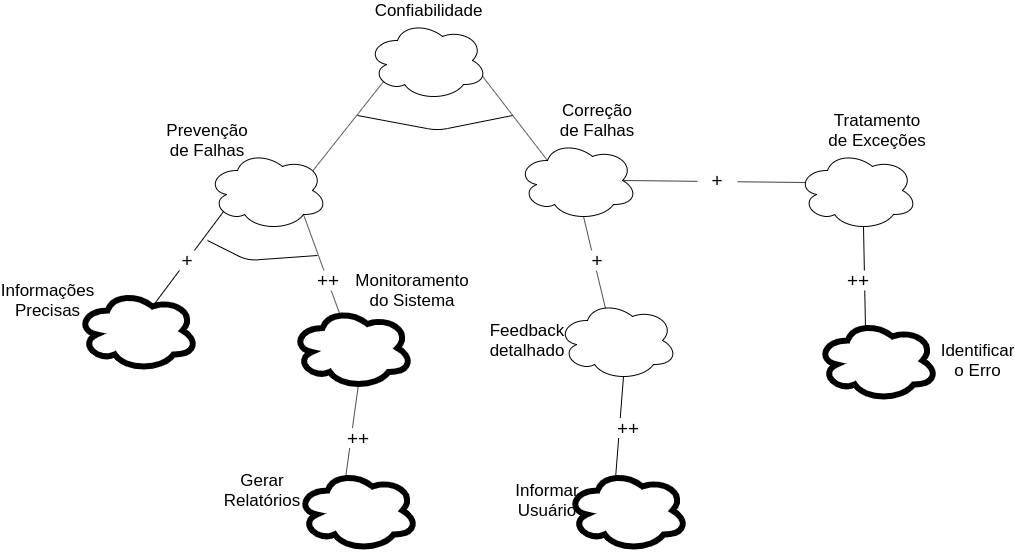 Confiabilidade
Correção
de Falhas
Tratamento
de Exceções
Prevenção
de Falhas
+
+
+
++
++
Informações
Precisas
Monitoramento
do Sistema
Feedback
detalhado
Identificar
o Erro
++
++
Gerar
Relatórios
Informar
Usuário